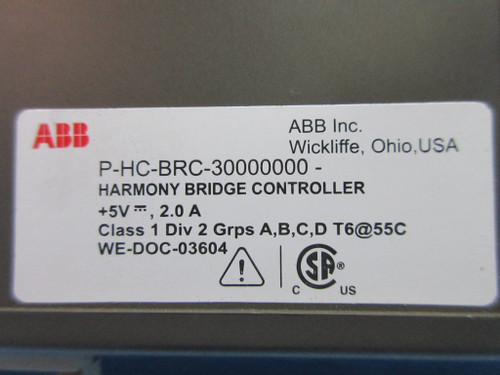 ABB
ABB Inc.
Wickliffe, Ohio,USA
P-HC-BRC-30000000 -
HARMONY BRIDGE CONTROLLER
+5V ⎓, 2.0 A
Class 1 Div 2 Grps A,B,C,D T6@55C
WE-DOC-03604
!
CSA ®
C US